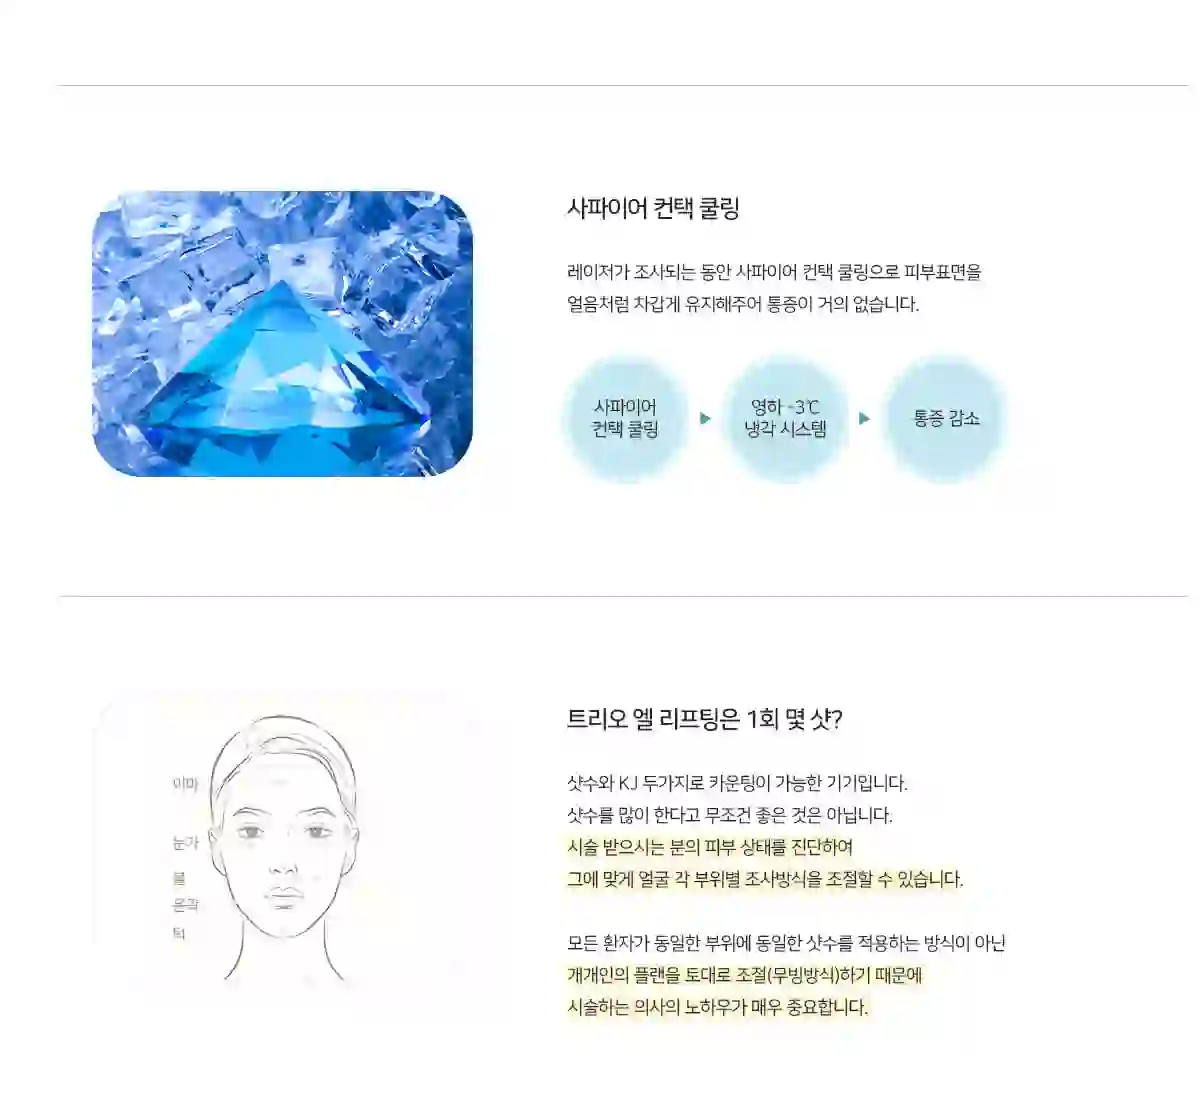 사파이어 컨택 쿨링
레이저가 조사되는 동안 사파이어 컨택 쿨링으로 피부표면을
얼음처럼 차갑게 유지해주어 통증이 거의 없습니다.
사파이어
컨택 쿨링
영하 -3℃
냉각 시스템
통증 감소
트리오 엘 리프팅은 1회 몇 샷?
샷수와 KJ 두가지로 카운팅이 가능한 기기입니다.
샷수를 많이 한다고 무조건 좋은 것은 아닙니다.
시술 받으시는 분의 피부 상태를 진단하여
그에 맞게 얼굴 각 부위별 조사방식을 조절할 수 있습니다.
모든 환자가 동일한 부위에 동일한 샷수를 적용하는 방식이 아닌
개개인의 플랜을 토대로 조절(무빙방식)하기 때문에
시술하는 의사의 노하우가 매우 중요합니다.
이마
눈가
볼
턱